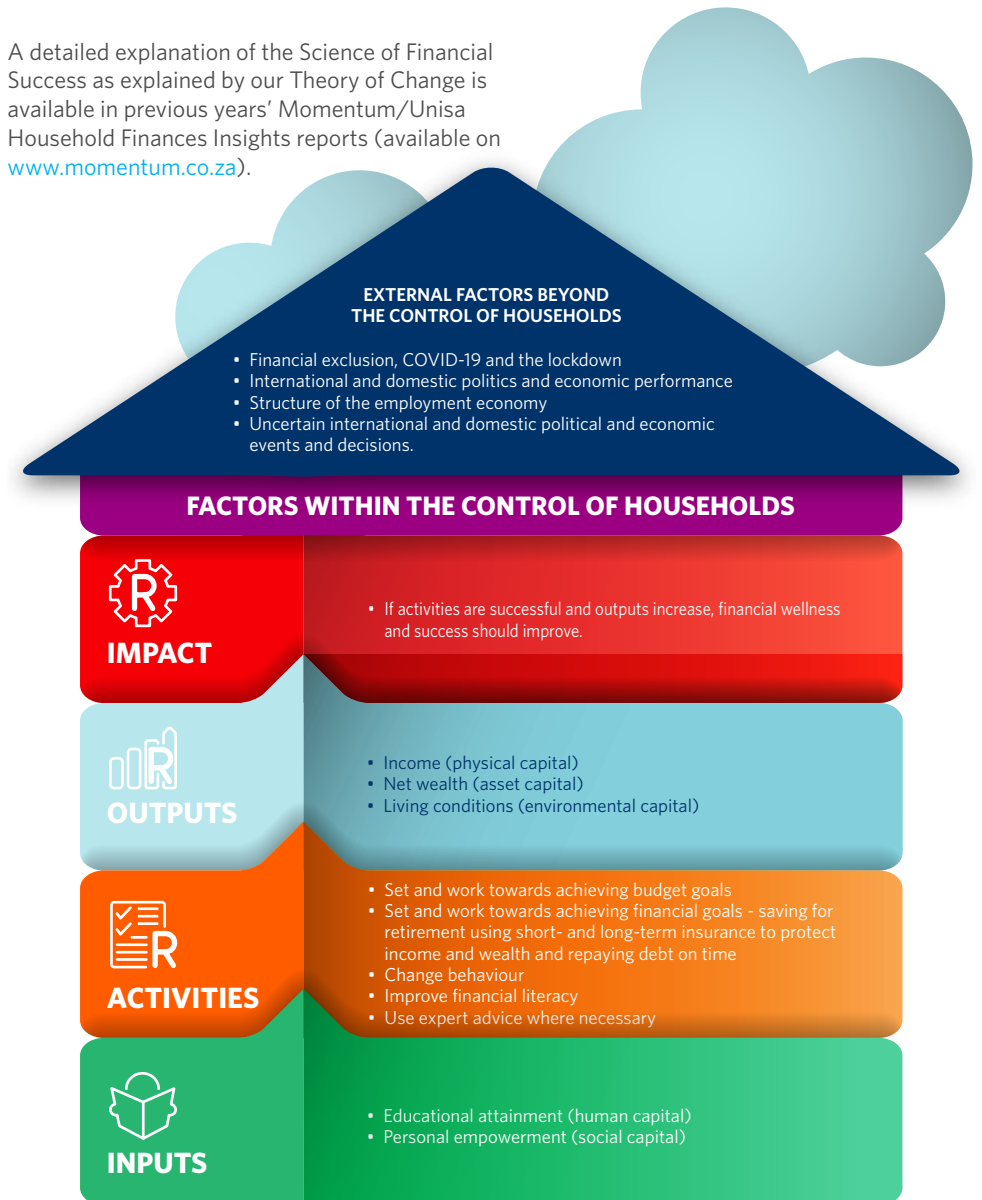 A detailed explanation of the Science of Financial
Success as explained by our Theory of Change is
available in previous years' Momentum/Unisa
Household Finances Insights reports (available on
www.momentum.co.za).
EXTERNAL FACTORS BEYOND
THE CONTROL OF HOUSEHOLDS
• Financial exclusion, COVID-19 and the lockdown
• International and domestic politics and economic performance
• Structure of the employment economy
• Uncertain international and domestic political and economic
events and decisions.
FACTORS WITHIN THE CONTROL OF HOUSEHOLDS
R
IMPACT
• If activities are successful and outputs increase, financial wellness
and success should improve.
R
OUTPUTS
• Income (physical capital)
• Net wealth (asset capital)
• Living conditions (environmental capital)
R
ACTIVITIES
• Set and work towards achieving budget goals
• Set and work towards achieving financial goals - saving for
retirement using short- and long-term insurance to protect
income and wealth and repaying debt on time
• Change behaviour
• Improve financial literacy
• Use expert advice where necessary
INPUTS
• Educational attainment (human capital)
• Personal empowerment (social capital)